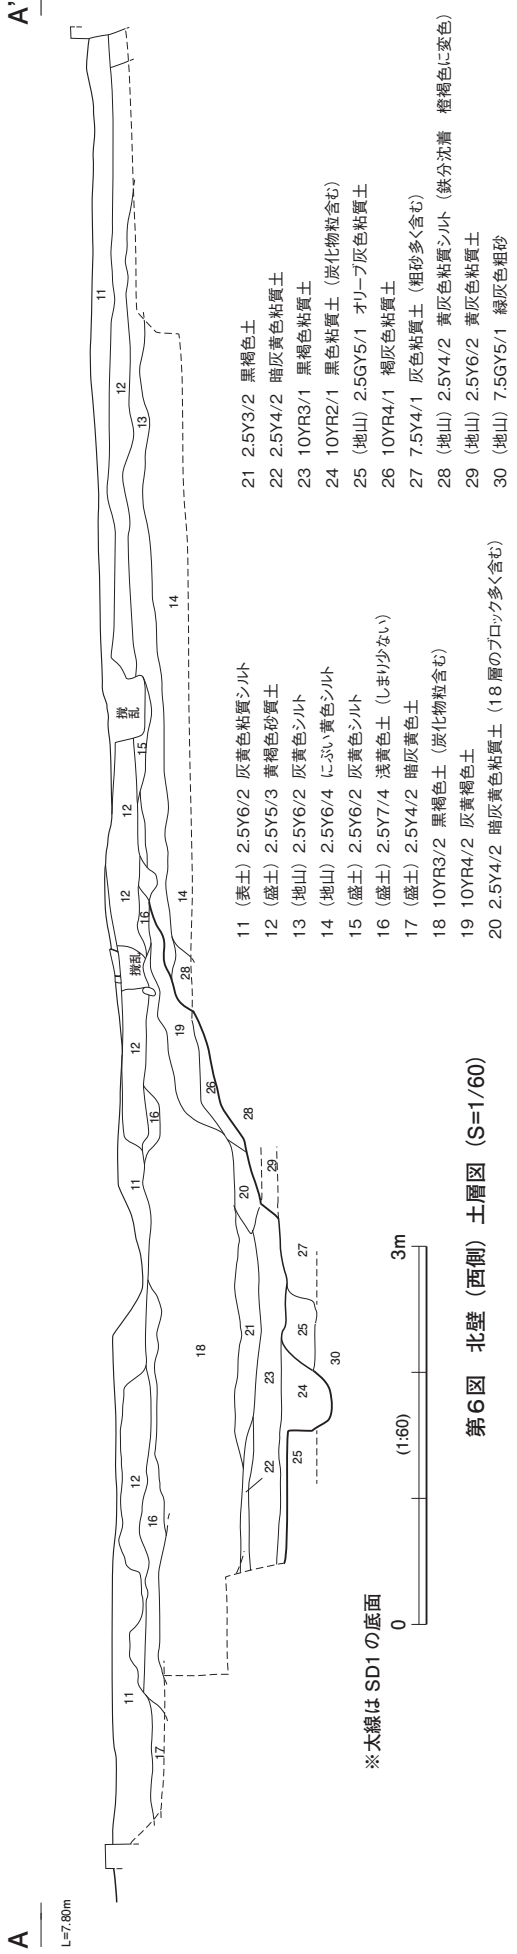 A
A'
L=7.80m
11
12
13
14
撹乱
15
12
14
12
16
撹乱
28
19
12
26
16
28
11
29
20
27
21
25
18
23
30
24
12
22
25
16
11
17
11 (表土) 2.5Y6/2 灰黄色粘質シルト
12 (盛土) 2.5Y5/3 黄褐色砂質土
13 (地山) 2.5Y6/2 灰黄色シルト
14 (地山) 2.5Y6/4 にぶい黄色シルト
15 (盛土) 2.5Y6/2 灰黄色シルト
16 (盛土) 2.5Y7/4 浅黄色土 (しまり少ない)
17 (盛土) 2.5Y4/2 暗灰黄色土
18 10YR3/2 黒褐色土 (炭化物粒含む)
19 10YR4/2 灰黄褐色土
20 2.5Y4/2 暗灰黄色粘質土 (18層のブロック多く含む)
21 2.5Y3/2 黒褐色土
22 2.5Y4/2 暗灰黄色粘質土
23 10YR3/1 黒褐色粘質土
24 10YR2/1 黒色粘質土 (炭化物粒含む)
25 (地山) 2.5GY5/1 オリーブ灰色粘質土
26 10YR4/1 褐灰色粘質土
27 7.5Y4/1 灰色粘質土 (粗砂多く含む)
28 (地山) 2.5Y4/2 黄灰色粘質シルト (鉄分沈着 橙褐色に変色)
29 (地山) 2.5Y6/2 黄灰色粘質土
30 (地山) 7.5GY5/1 緑灰色粗砂
※太線は SD1 の底面
0
(1:60)
3m
第6図 北壁 (西側) 土層図 (S=1/60)